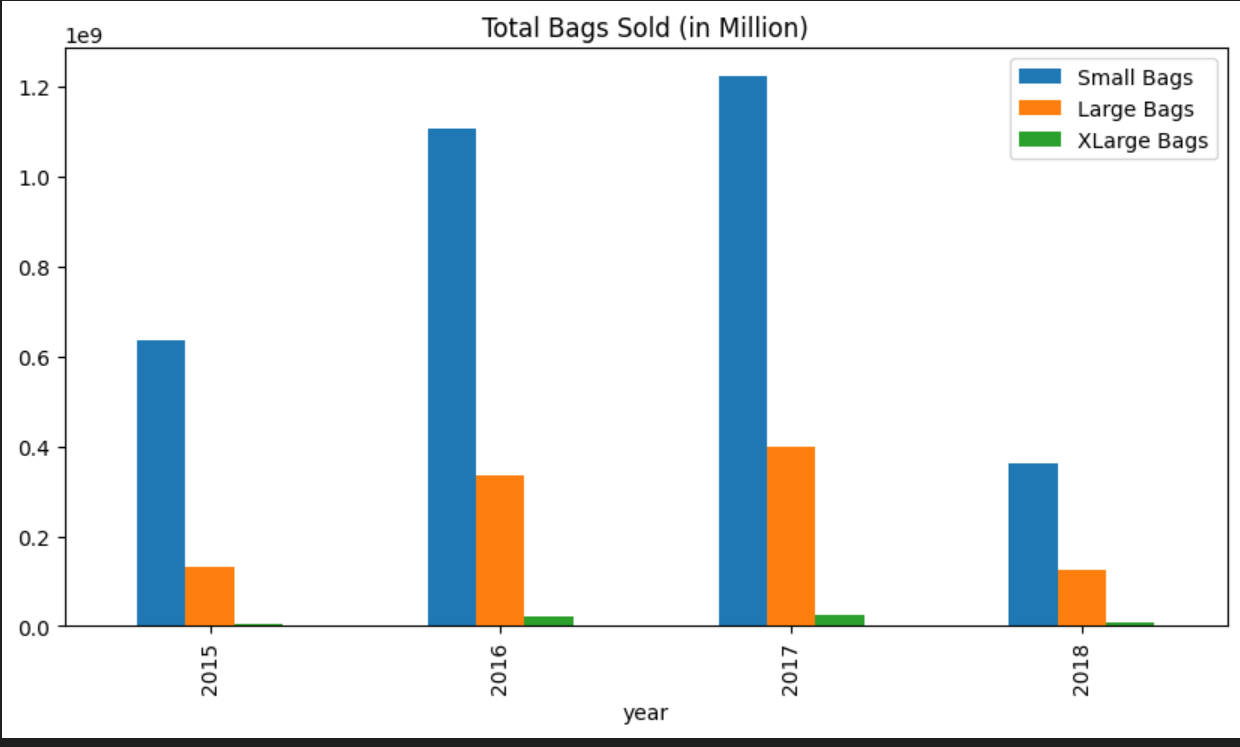 Total Bags Sold (in Million)
1e9
Small Bags
Large Bags
XLarge Bags
1.2
1.0
0.8
0.6
0.4
0.2
0.0
2015
2016
2017
2018
year